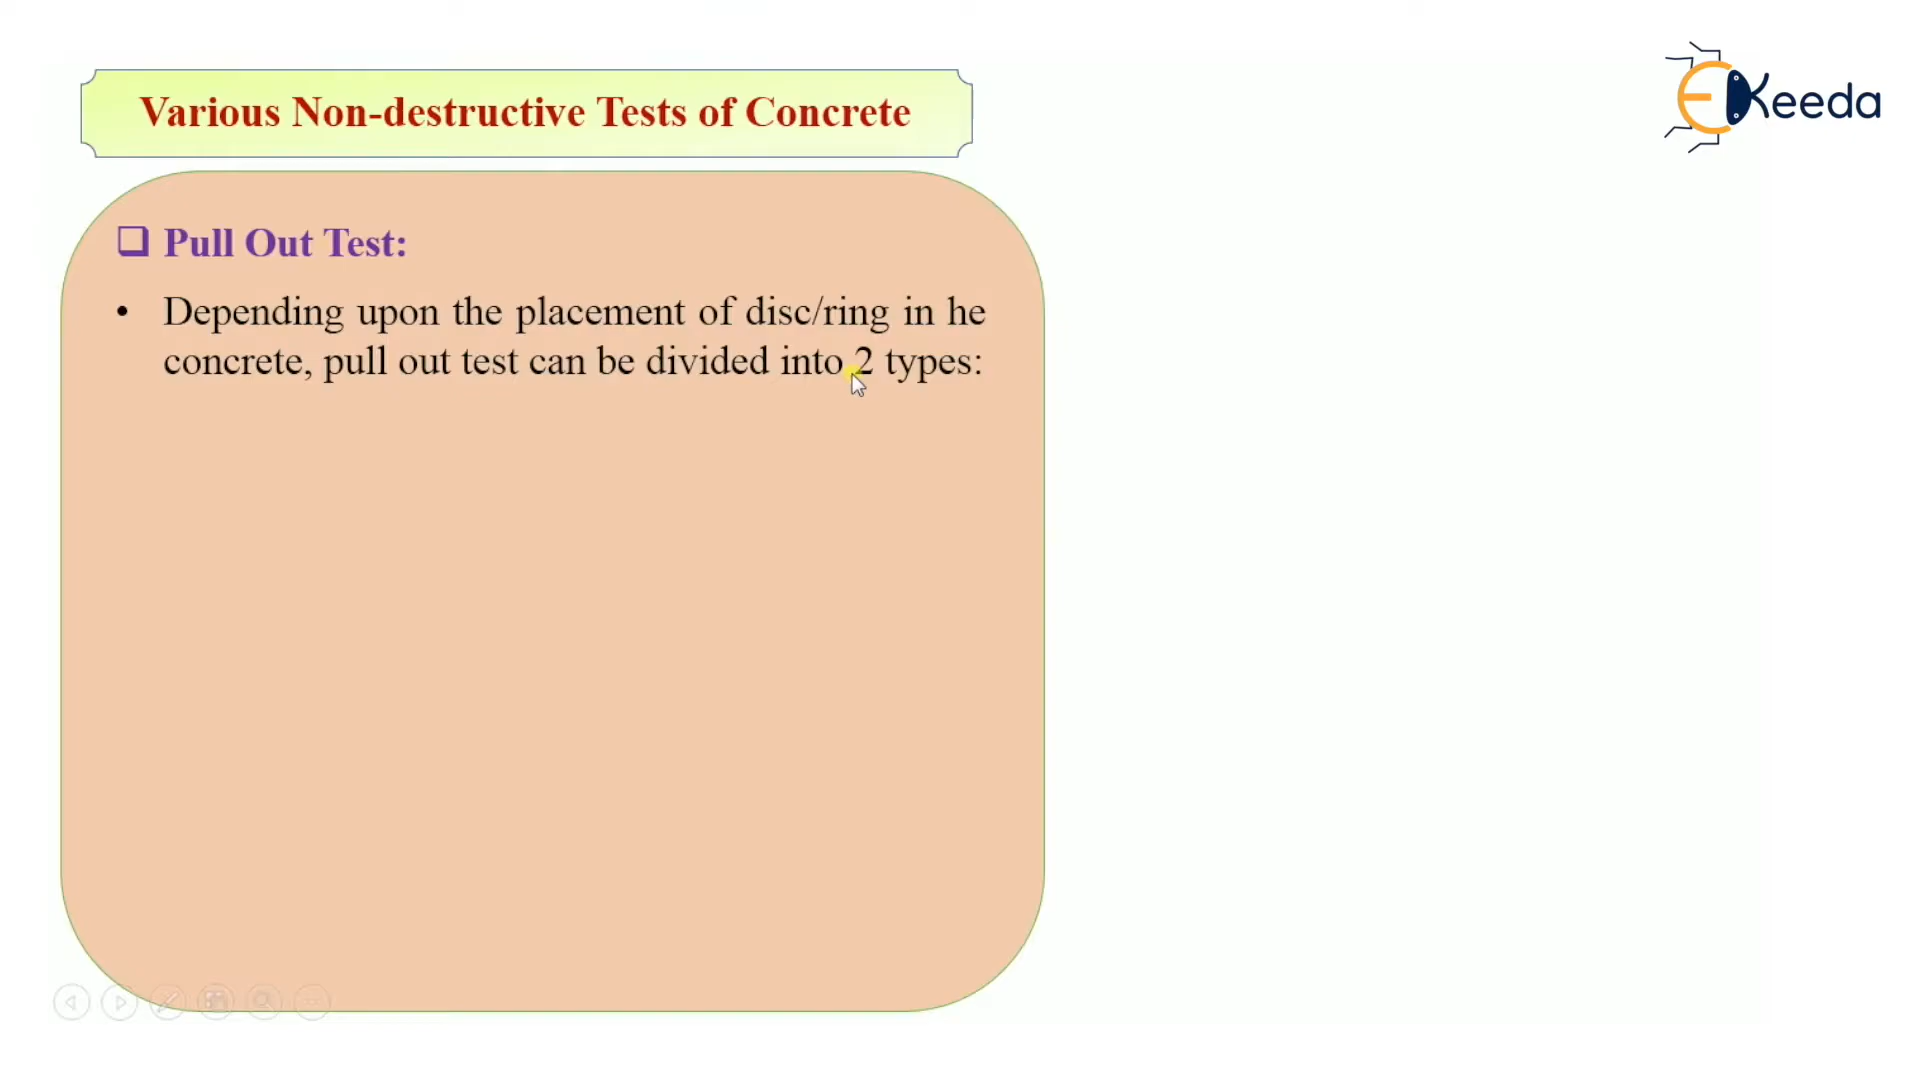 Various Non-destructive Tests of Concrete
EKeeda
❑ Pull Out Test:
• Depending upon the placement of disc/ring in he
concrete, pull out test can be divided into 2 types: